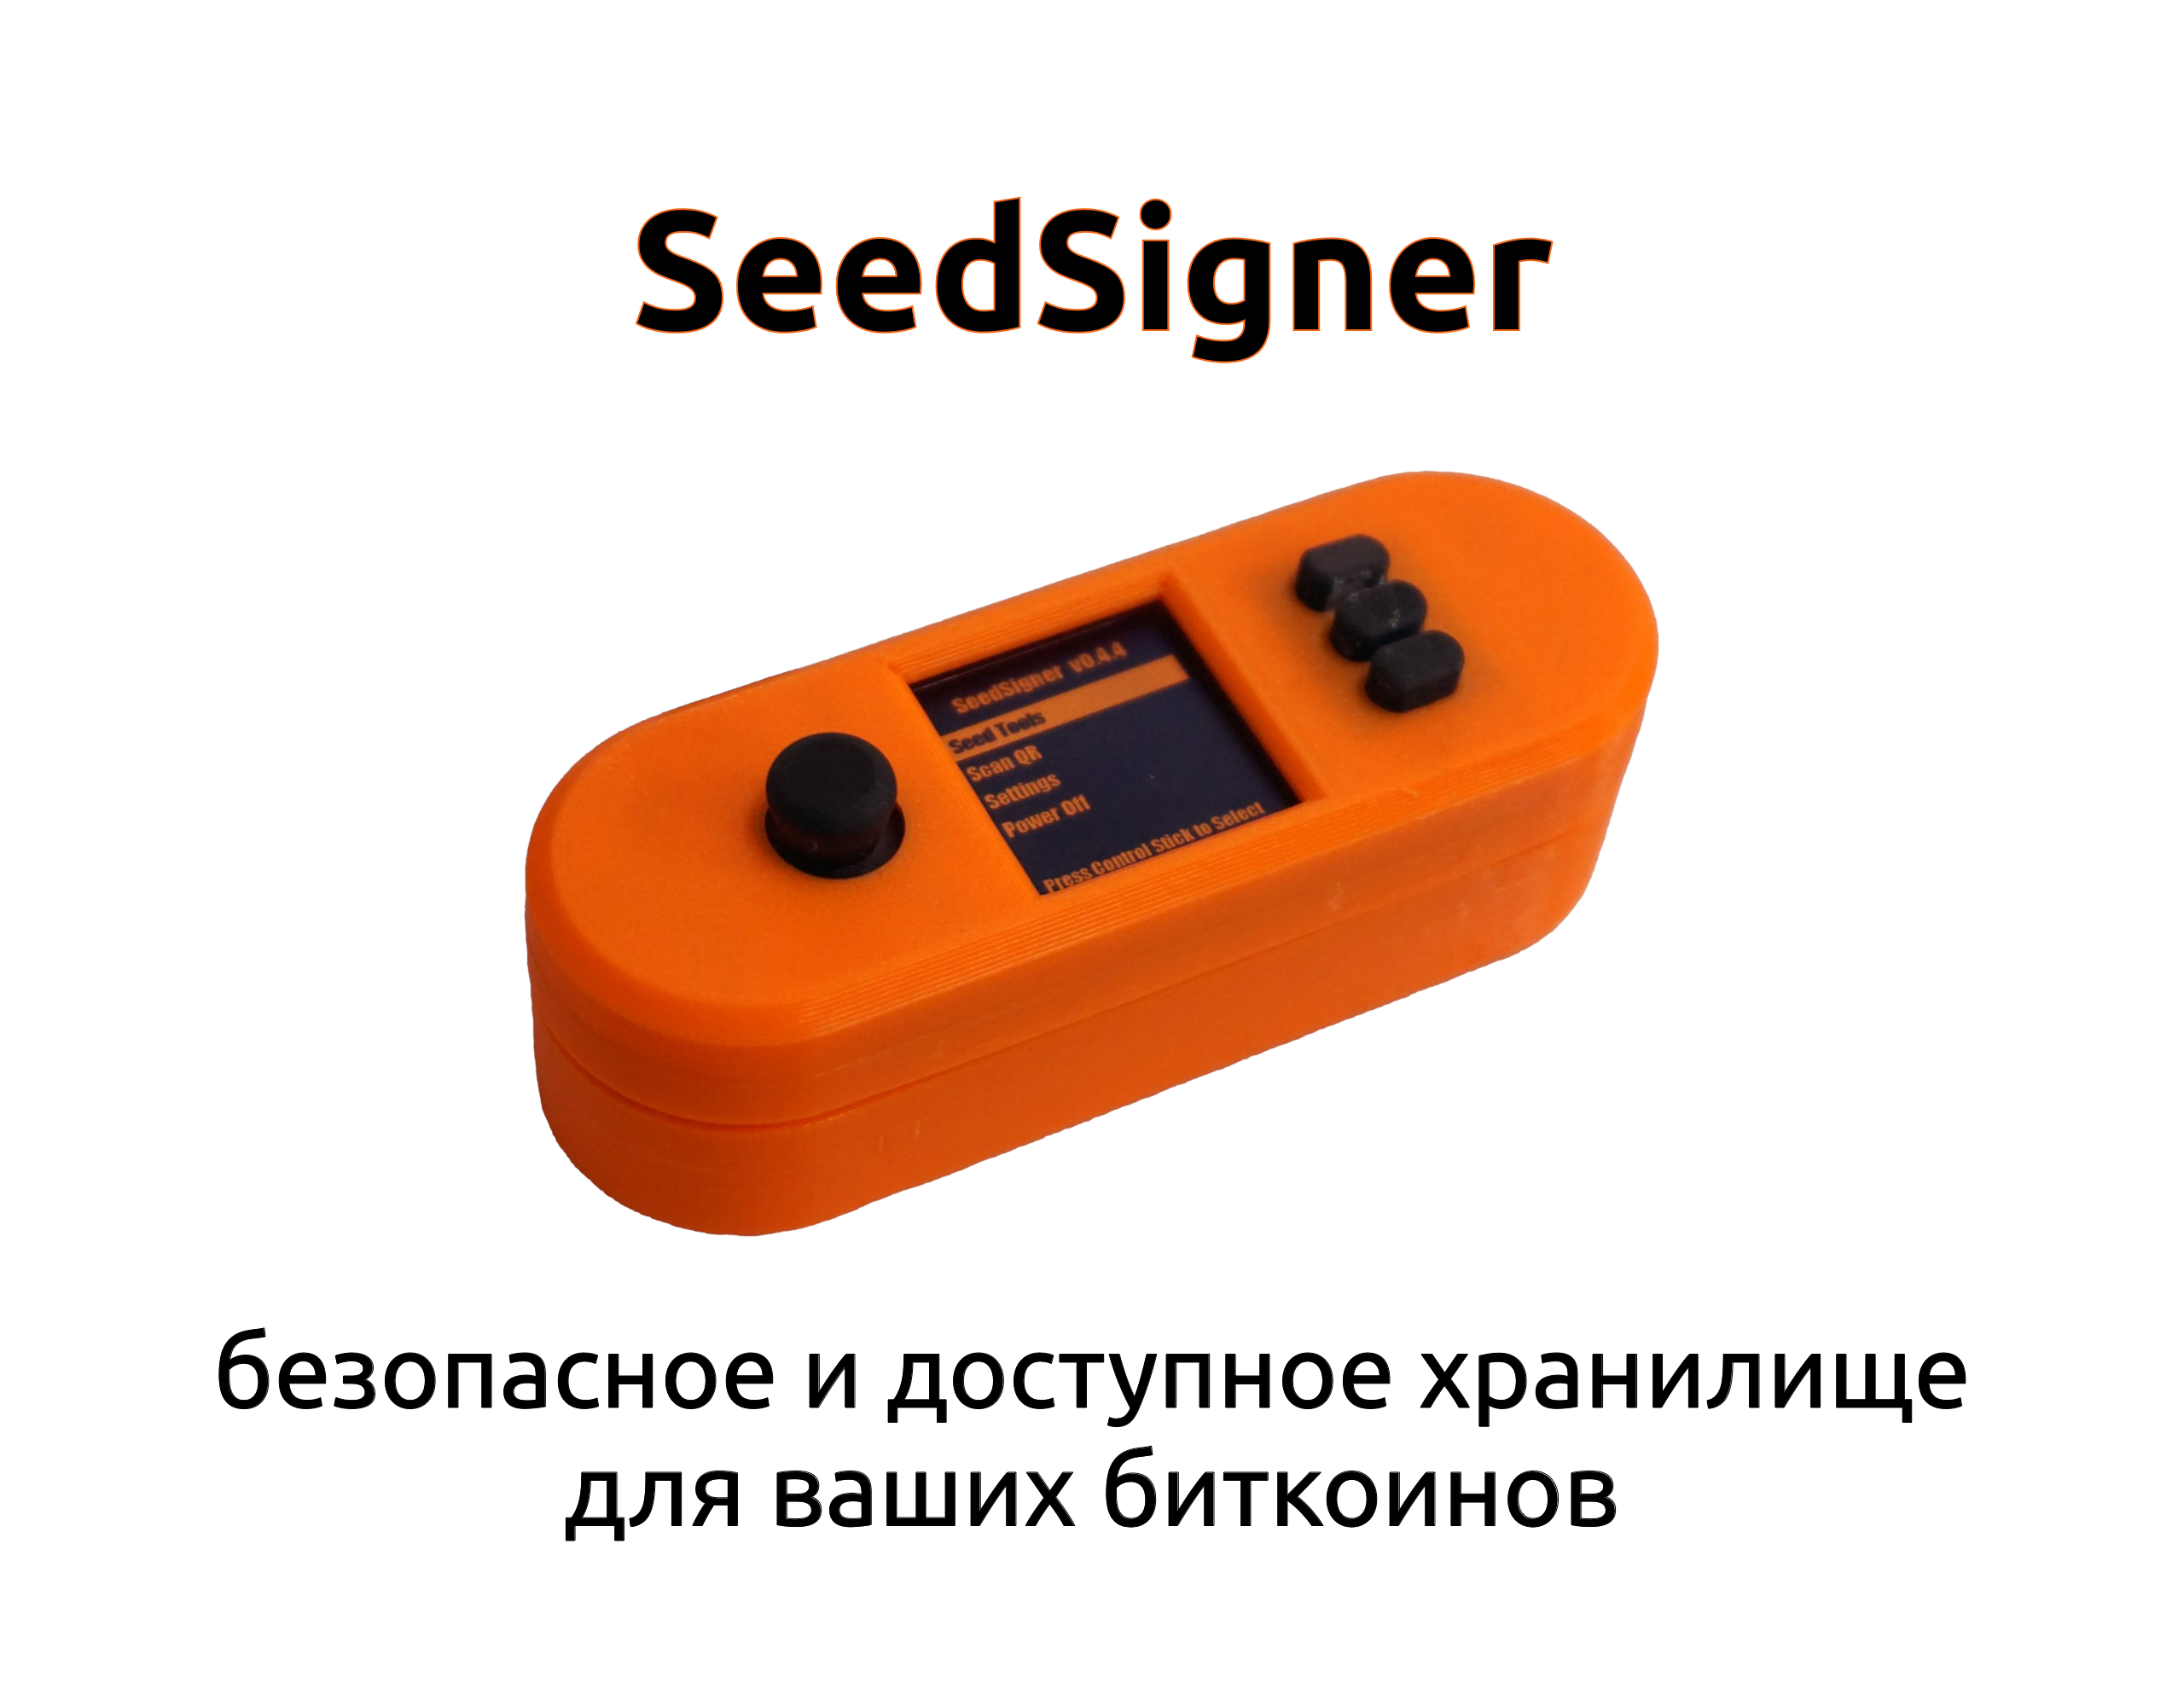 SeedSigner
SeedSigner v0.4.4
Seed Tools
Scan QR
Settings
Power Off
Press Control Stick to Select
безопасное и доступное хранилище
для ваших биткоинов